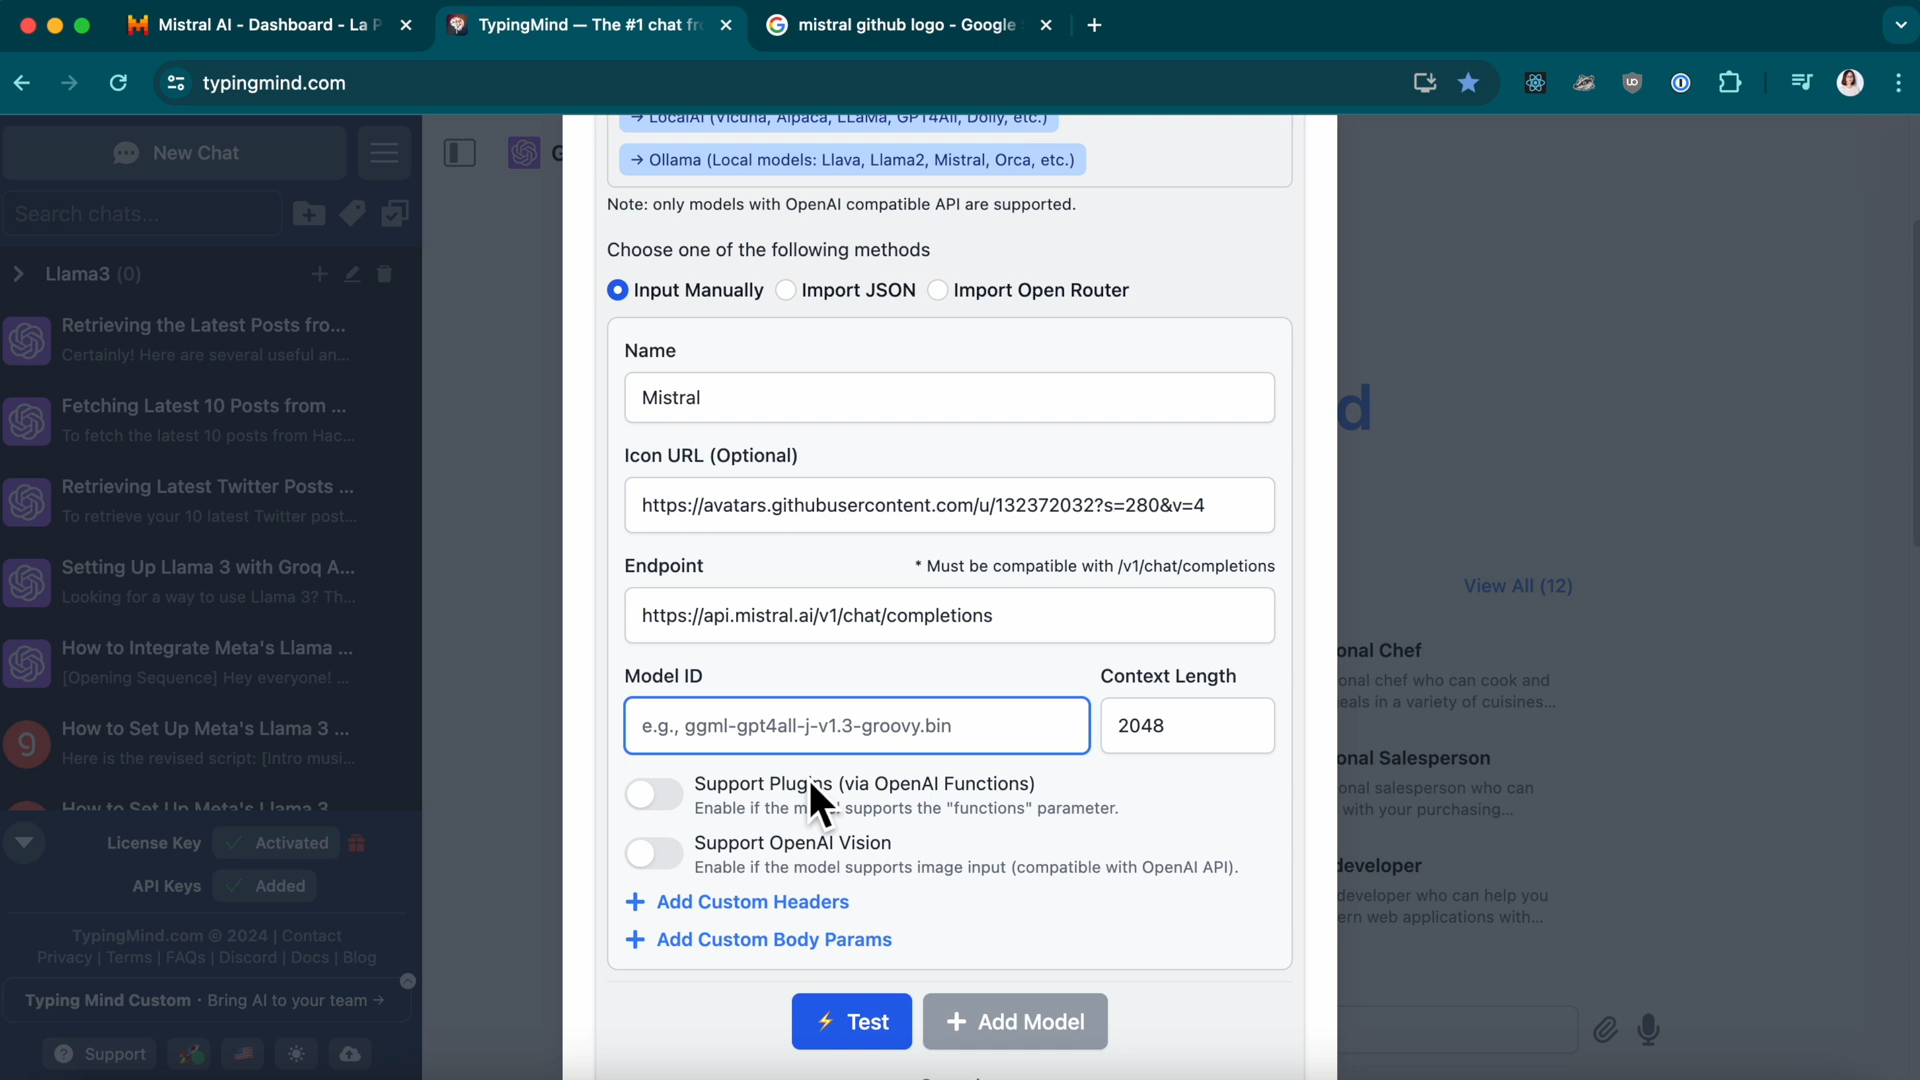 Mistral AI - Dashboard - La P
TypingMind — The #1 chat fr
mistral github logo - Google
typingmind.com
New Chat
Search chats...
Llama3 (0)
Retrieving the Latest Posts fro...
Certainly! Here are several useful an...
Fetching Latest 10 Posts from ...
To fetch the latest 10 posts from Hac...
Retrieving Latest Twitter Posts ...
To retrieve your 10 latest Twitter post...
Setting Up Llama 3 with Groq A...
Looking for a way to use Llama 3? Th...
How to Integrate Meta's Llama ...
[Opening Sequence] Hey everyone! ...
9
How to Set Up Meta's Llama 3 ...
Here is the revised script: [Intro musi...
How to Set Up Meta's Llama 3
License Key Activated
API Keys Added
TypingMind.com © 2024 | Contact
Privacy | Terms | FAQs | Discord | Docs | Blog
Typing Mind Custom · Bring AI to your team →
Support
→ LocalAI (Vicuna, Alpaca, LLaMa, GPT4All, Dolly, etc.)
→ Ollama (Local models: Llava, Llama2, Mistral, Orca, etc.)
Note: only models with OpenAI compatible API are supported.
Choose one of the following methods
Input Manually Import JSON Import Open Router
Name
Mistral
Icon URL (Optional)
https://avatars.githubusercontent.com/u/132372032?s=280&v=4
Endpoint * Must be compatible with /v1/chat/completions
https://api.mistral.ai/v1/chat/completions
Model ID Context Length
e.g., ggml-gpt4all-j-v1.3-groovy.bin 2048
Support Plugins (via OpenAI Functions)
Enable if the supports the "functions" parameter.
Support OpenAI Vision
Enable if the model supports image input (compatible with OpenAI API).
+ Add Custom Headers
+ Add Custom Body Params
Test + Add Model
d
View All (12)
onal Chef
onal chef who can cook and
eals in a variety of cuisines...
onal Salesperson
onal salesperson who can
with your purchasing...
developer
developer who can help you
ern web applications with...